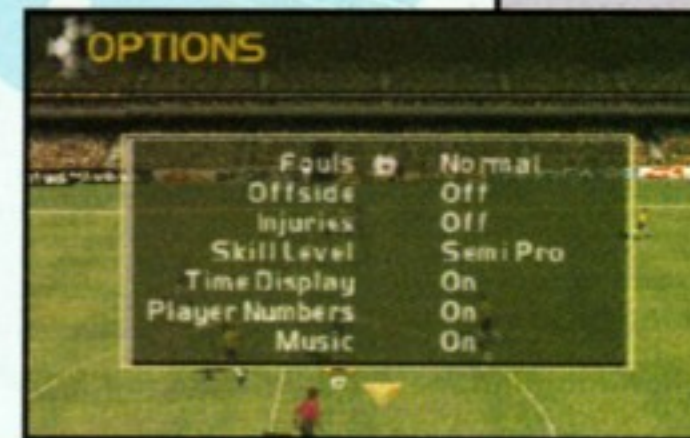 OPTIONS
Fouls Normal
Offside Off
Injuries Off
Skill Level Semi Pro
Time Display On
Player Numbers On
Music On